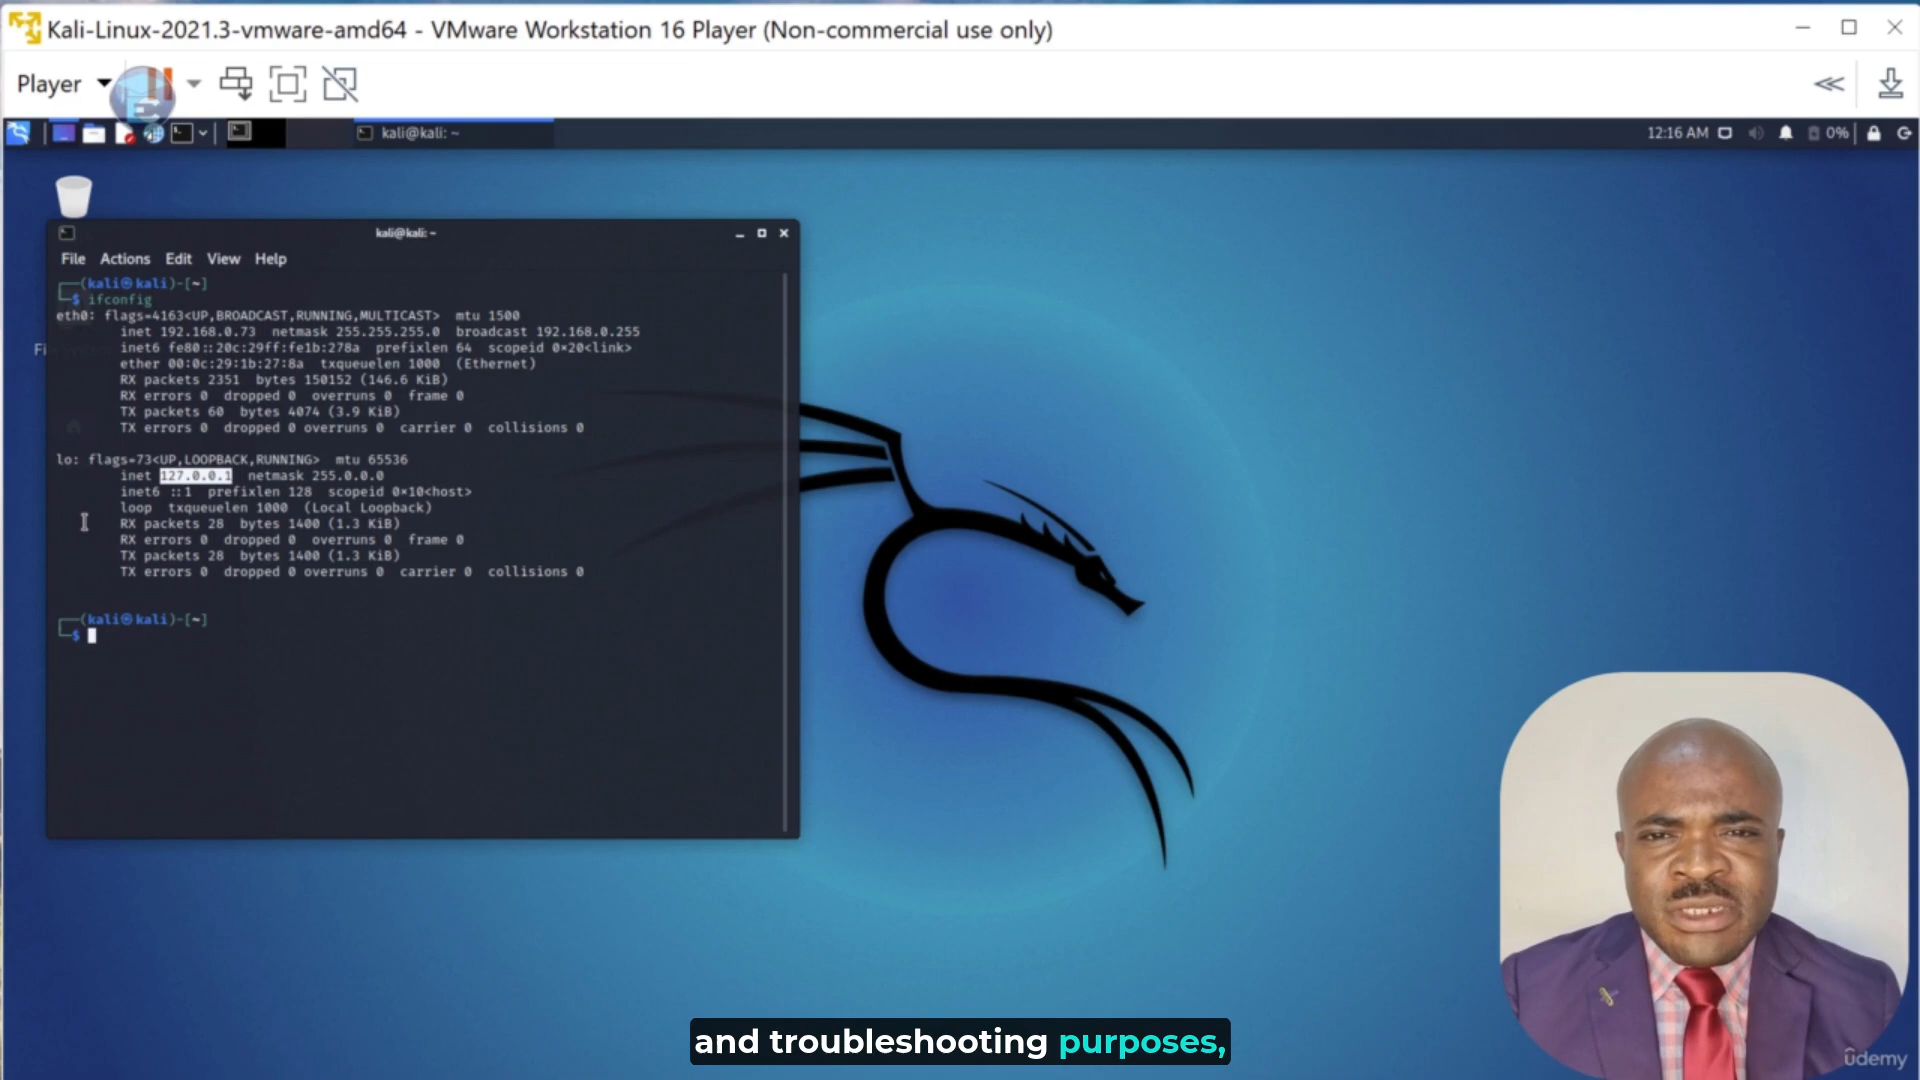 Kali-Linux-2021.3-vmware-amd64 - VMware Workstation 16 Player (Non-commercial use only)
Player
kali@kali: ~
12:16 AM
0%
kali@kali: ~
File Actions Edit View Help
(kali㉿kali)-[~]
$ ifconfig
eth0: flags=4163<UP,BROADCAST,RUNNING,MULTICAST>  mtu 1500
inet 192.168.0.73  netmask 255.255.255.0  broadcast 192.168.0.255
inet6 fe80::20c:29ff:fe1b:278a  prefixlen 64  scopeid 0×20<link>
ether 00:0c:29:1b:27:8a  txqueuelen 1000  (Ethernet)
RX packets 2351  bytes 150152 (146.6 KiB)
RX errors 0  dropped 0  overruns 0  frame 0
TX packets 60  bytes 4074 (3.9 KiB)
TX errors 0  dropped 0 overruns 0  carrier 0  collisions 0
lo: flags=73<UP,LOOPBACK,RUNNING>  mtu 65536
inet 127.0.0.1  netmask 255.0.0.0
inet6 ::1  prefixlen 128  scopeid 0×10<host>
loop  txqueuelen 1000  (Local Loopback)
RX packets 28  bytes 1400 (1.3 KiB)
RX errors 0  dropped 0  overruns 0  frame 0
TX packets 28  bytes 1400 (1.3 KiB)
TX errors 0  dropped 0 overruns 0  carrier 0  collisions 0
(kali㉿kali)-[~]
$
and troubleshooting purposes,
ûdemy